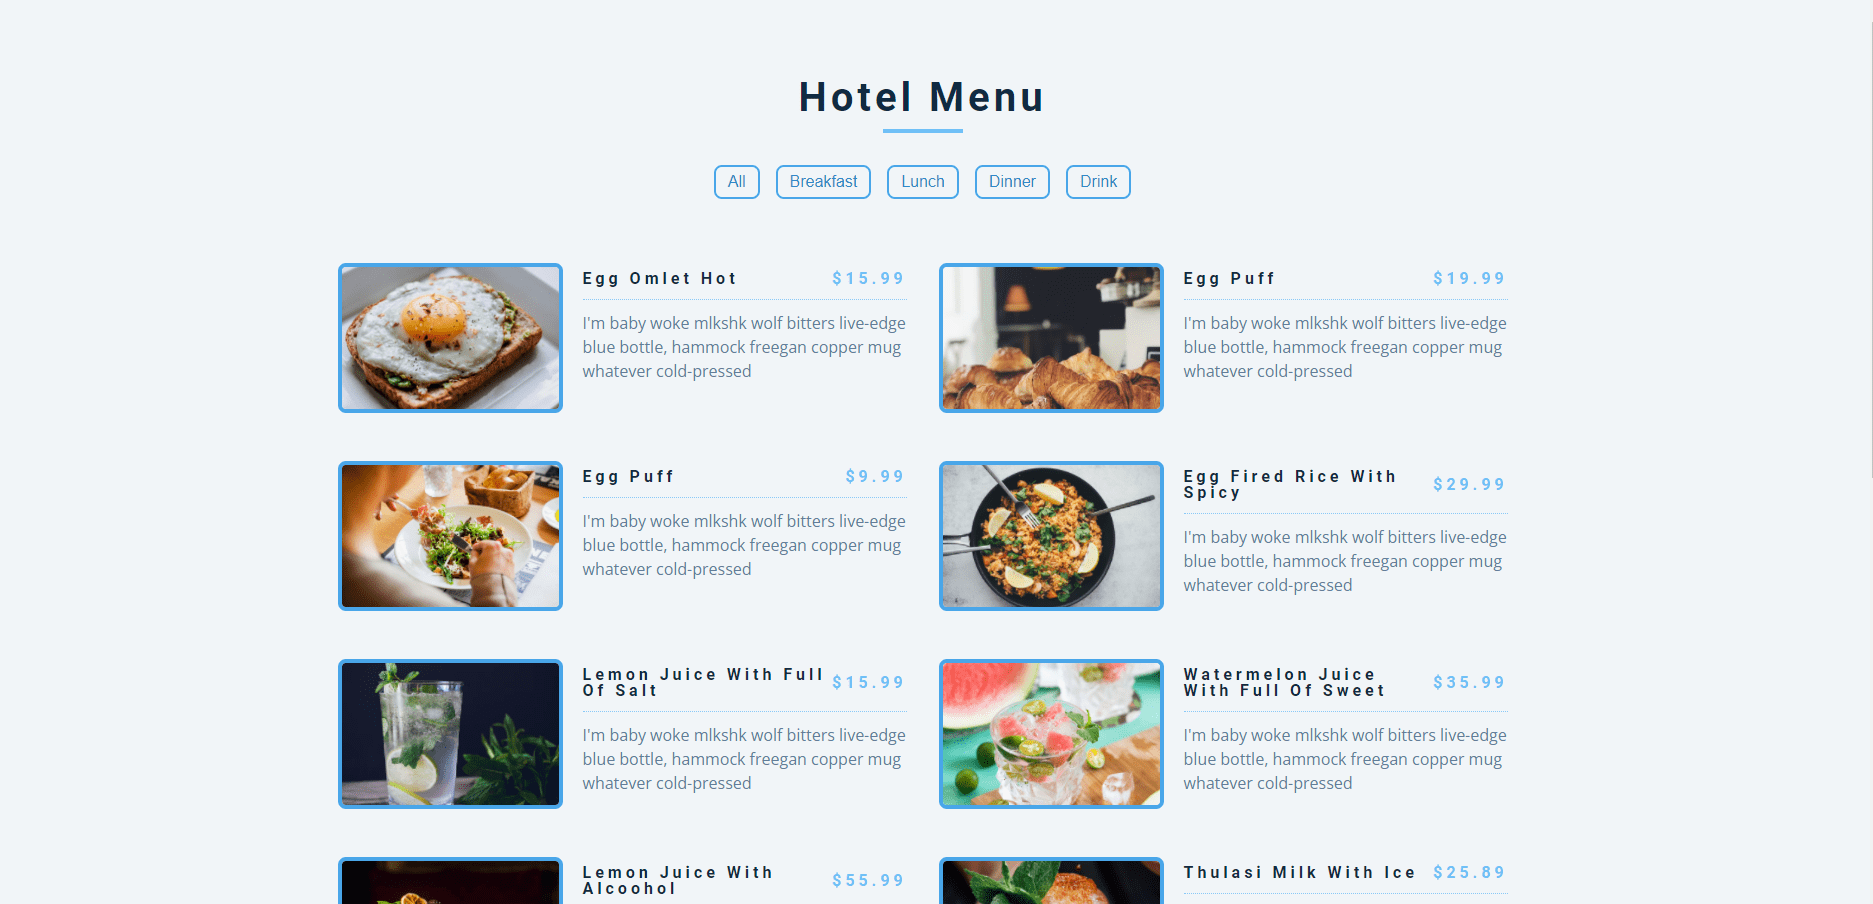 Hotel Menu
All Breakfast Lunch Dinner Drink
Egg Omlet Hot $15.99
I'm baby woke mlkshk wolf bitters live-edge
blue bottle, hammock freegan copper mug
whatever cold-pressed
Egg Puff $19.99
I'm baby woke mlkshk wolf bitters live-edge
blue bottle, hammock freegan copper mug
whatever cold-pressed
Egg Puff $9.99
I'm baby woke mlkshk wolf bitters live-edge
blue bottle, hammock freegan copper mug
whatever cold-pressed
Egg Fired Rice With
Spicy
$29.99
I'm baby woke mlkshk wolf bitters live-edge
blue bottle, hammock freegan copper mug
whatever cold-pressed
Lemon Juice With Full
Of Salt
$15.99
I'm baby woke mlkshk wolf bitters live-edge
blue bottle, hammock freegan copper mug
whatever cold-pressed
Watermelon Juice
With Full Of Sweet
$35.99
I'm baby woke mlkshk wolf bitters live-edge
blue bottle, hammock freegan copper mug
whatever cold-pressed
Lemon Juice With
Alcoohol
$55.99
Thulasi Milk With Ice $25.89